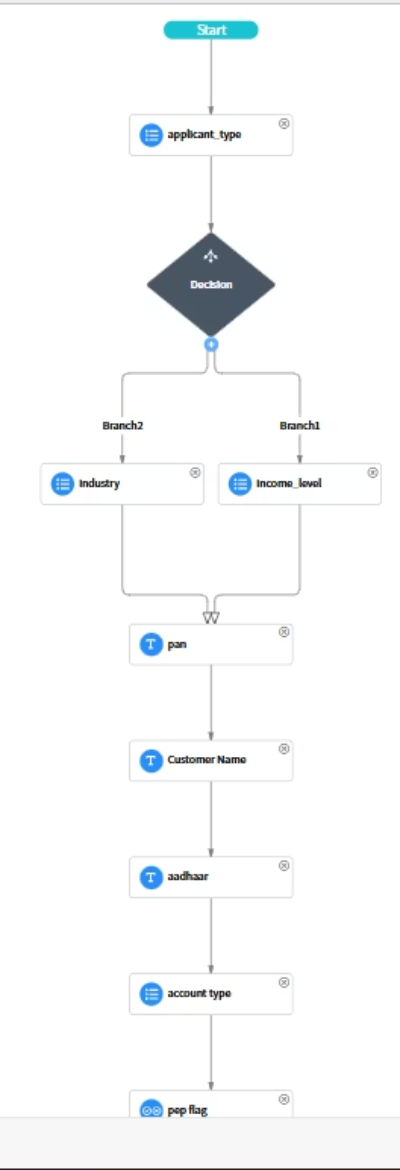 Start
applicant_type
Decision
Branch2
Branch1
Industry
Income_level
pan
Customer Name
aadhaar
account type
pep flag